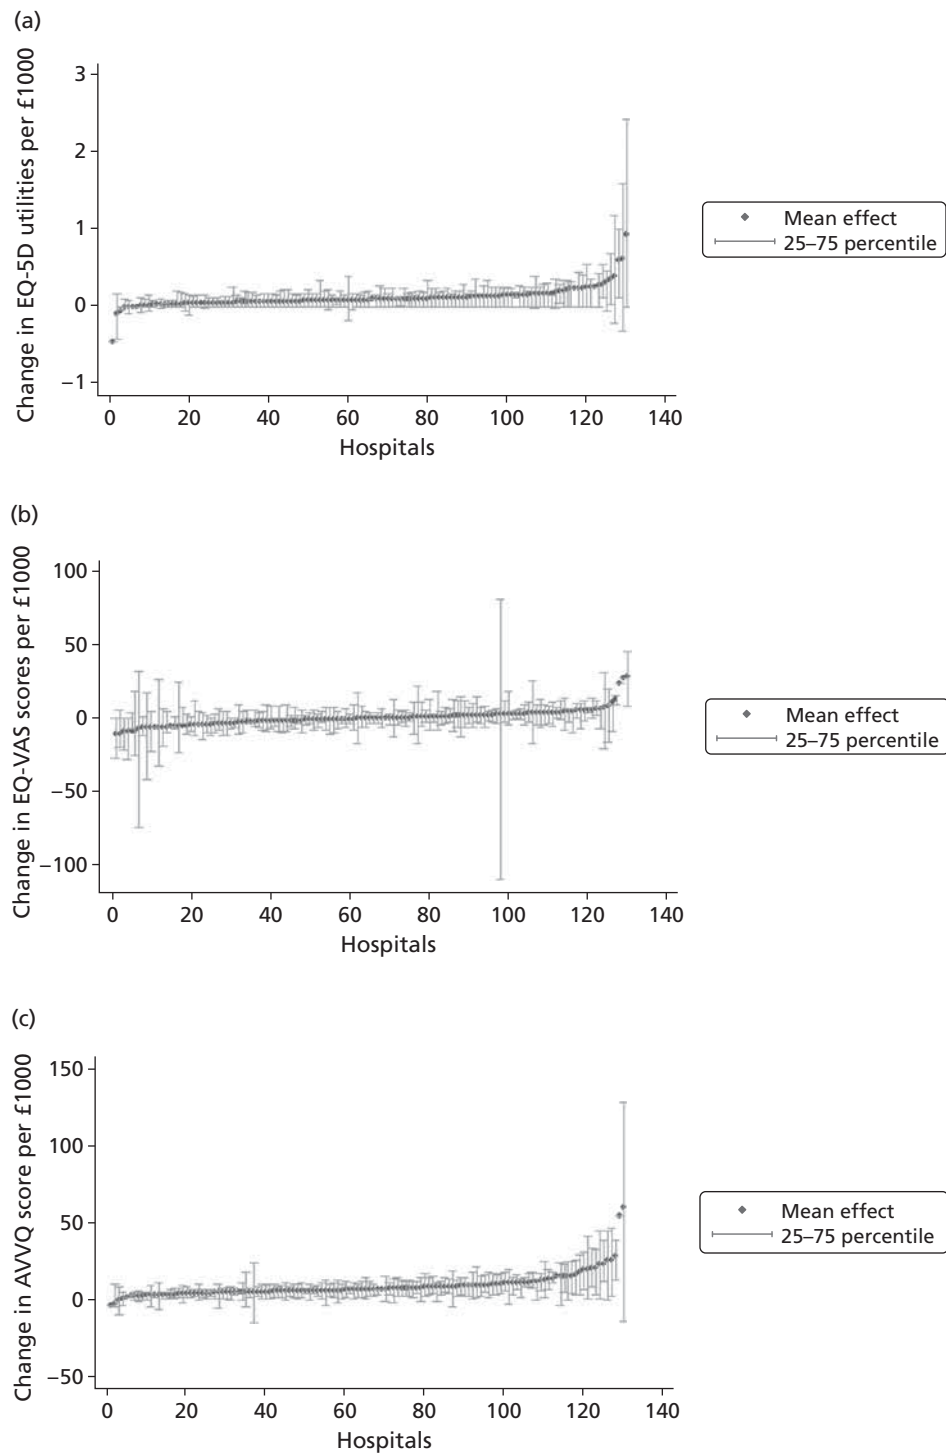 (a)
Change in EQ-5D utilities per £1000
3
2
1
0
−1
0 20 40 60 80 100 120 140
Hospitals
Mean effect
25–75 percentile
(b)
Change in EQ-VAS scores per £1000
100
50
0
−50
−100
0 20 40 60 80 100 120 140
Hospitals
Mean effect
25–75 percentile
(c)
Change in AVVQ score per £1000
150
100
50
0
−50
0 20 40 60 80 100 120 140
Hospitals
Mean effect
25–75 percentile